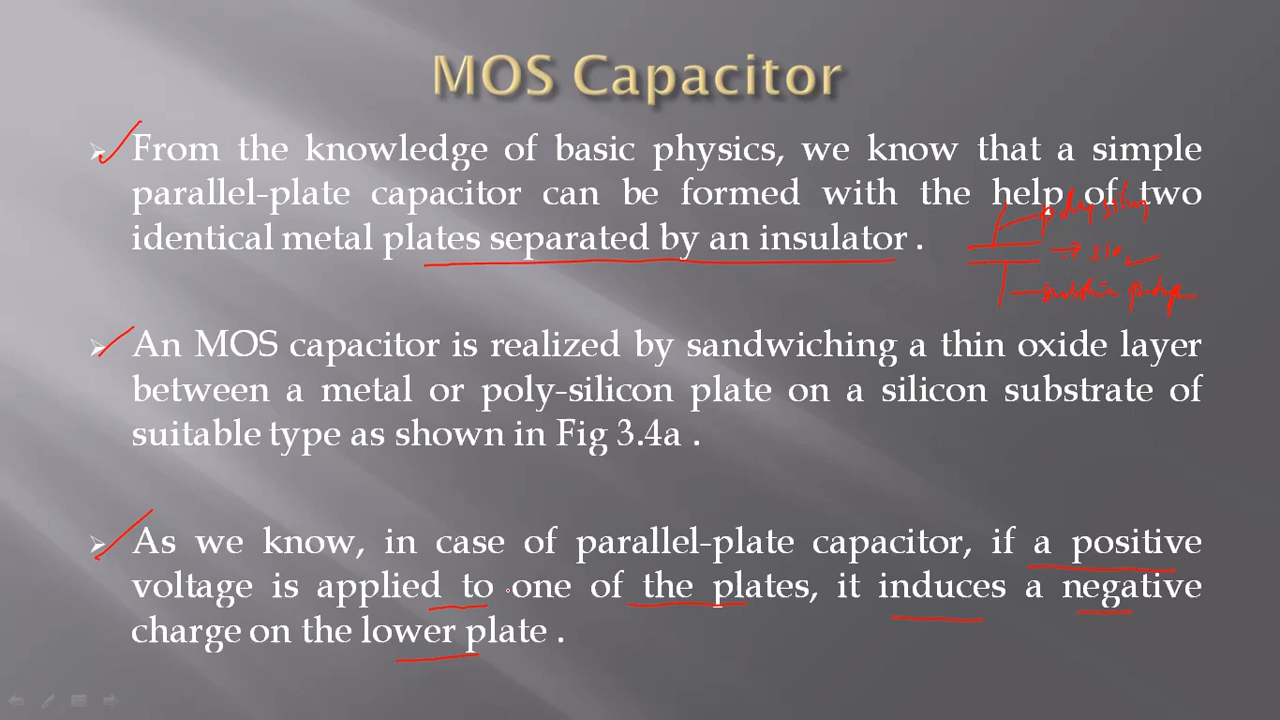 MOS Capacitor
From the knowledge of basic physics, we know that a simple
parallel-plate capacitor can be formed with the help of two
identical metal plates separated by an insulator .
An MOS capacitor is realized by sandwiching a thin oxide layer
between a metal or poly-silicon plate on a silicon substrate of
suitable type as shown in Fig 3.4a .
As we know, in case of parallel-plate capacitor, if a positive
voltage is applied to one of the plates, it induces a negative
charge on the lower plate .